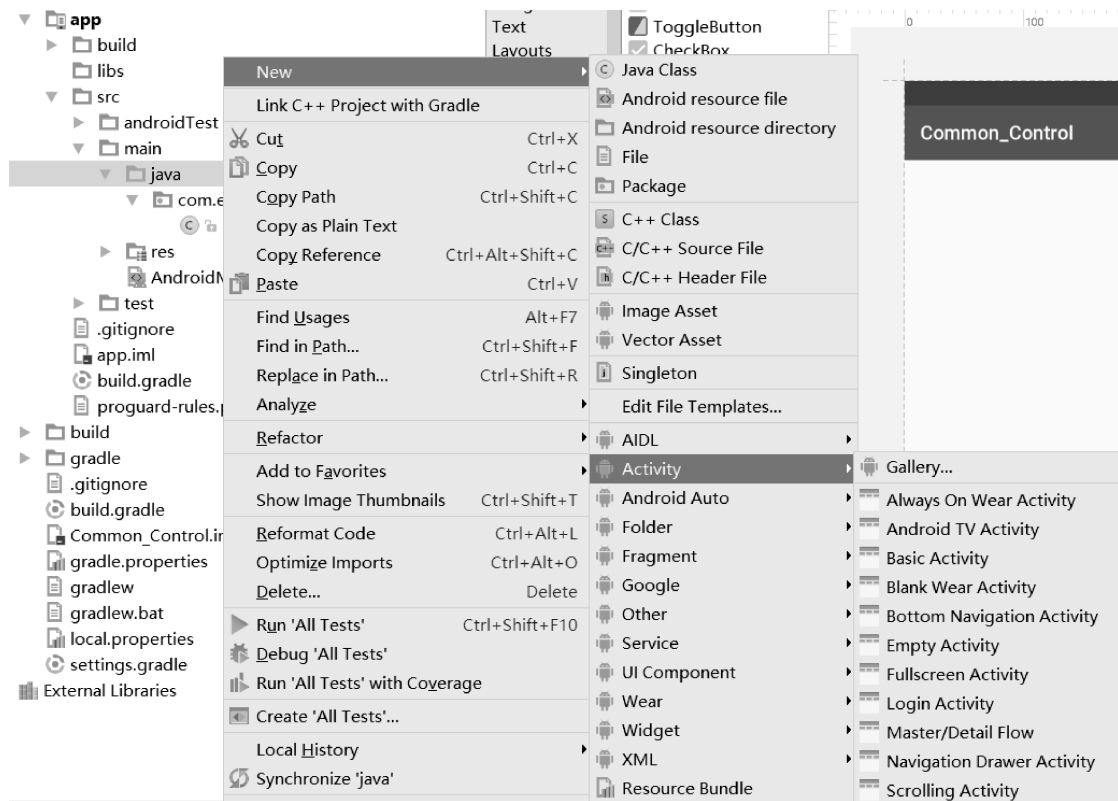 app
build
libs
src
androidTest
main
java
com.e
res
AndroidM
test
.gitignore
app.iml
build.gradle
proguard-rules.p
build
gradle
.gitignore
build.gradle
Common_Control.im
gradle.properties
gradlew
gradlew.bat
local.properties
settings.gradle
External Libraries
New
Link C++ Project with Gradle
Cut Ctrl+X
Copy Ctrl+C
Copy Path Ctrl+Shift+C
Copy as Plain Text
Copy Reference Ctrl+Alt+Shift+C
Paste Ctrl+V
Find Usages Alt+F7
Find in Path... Ctrl+Shift+F
Replace in Path... Ctrl+Shift+R
Analyze
Refactor
Add to Favorites
Show Image Thumbnails Ctrl+Shift+T
Reformat Code Ctrl+Alt+L
Optimize Imports Ctrl+Alt+O
Delete... Delete
Run 'All Tests' Ctrl+Shift+F10
Debug 'All Tests'
Run 'All Tests' with Coverage
Create 'All Tests'...
Local History
Synchronize 'java'
Text
Layouts
ToggleButton
CheckBox
Java Class
Android resource file
Android resource directory
File
Package
C++ Class
C/C++ Source File
C/C++ Header File
Image Asset
Vector Asset
Singleton
Edit File Templates...
AIDL
Activity
Android Auto
Folder
Fragment
Google
Other
Service
UI Component
Wear
Widget
XML
Resource Bundle
0 100
Common_Control
Gallery...
Always On Wear Activity
Android TV Activity
Basic Activity
Blank Wear Activity
Bottom Navigation Activity
Empty Activity
Fullscreen Activity
Login Activity
Master/Detail Flow
Navigation Drawer Activity
Scrolling Activity